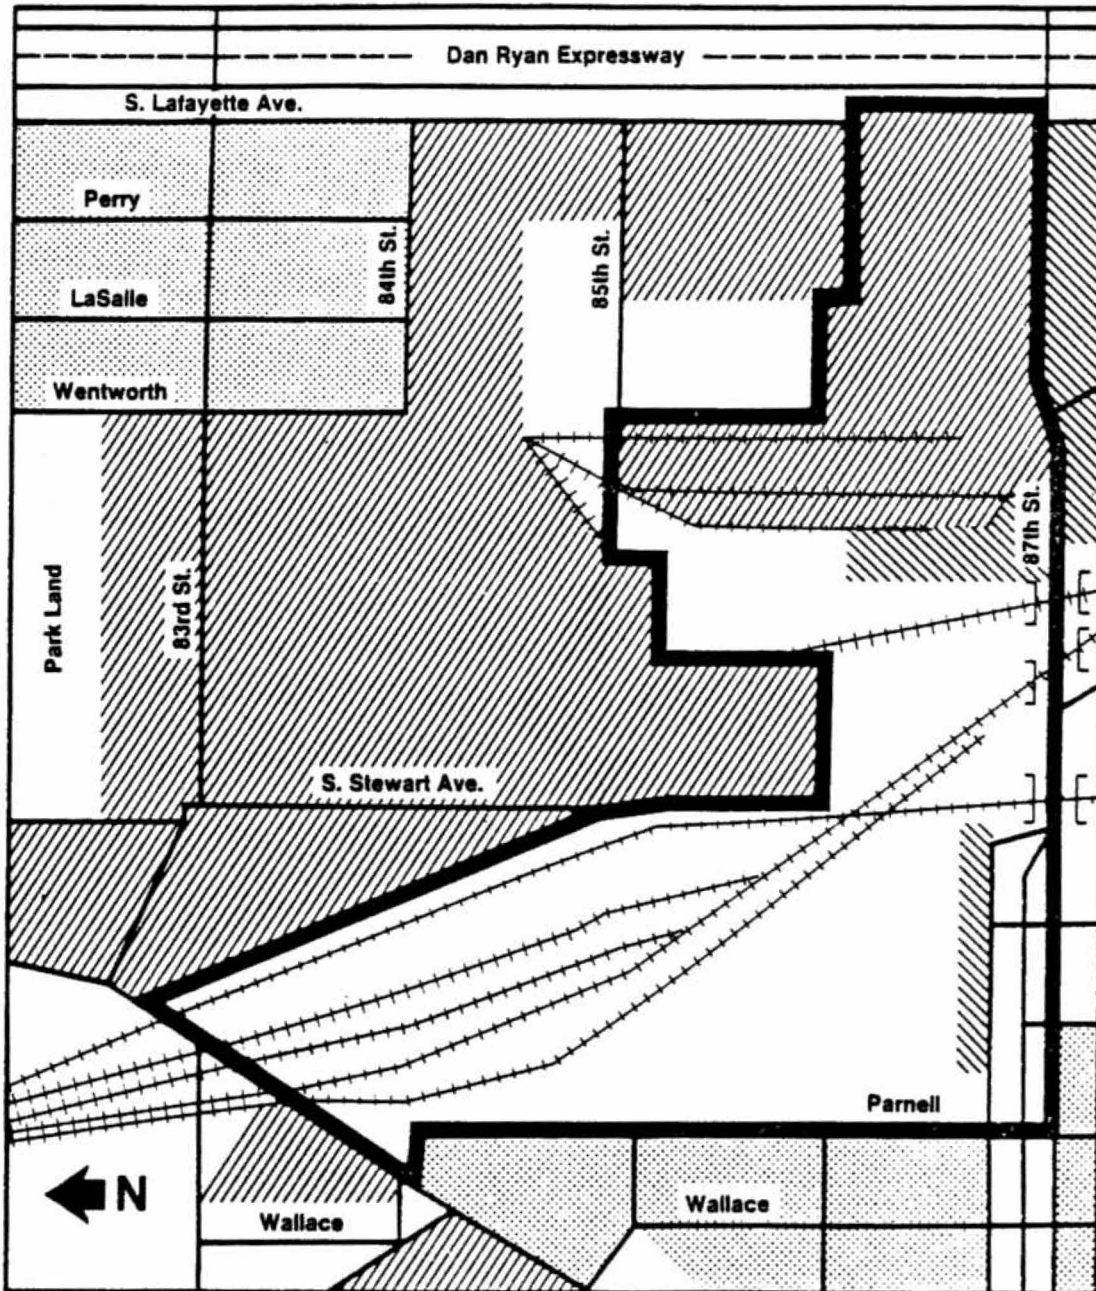 Dan Ryan Expressway
S. Lafayette Ave.
Perry
84th St.
85th St.
LaSalle
Wentworth
87th St.
Park Land
83rd St.
S. Stewart Ave.
Parnell
N
Wallace
Wallace